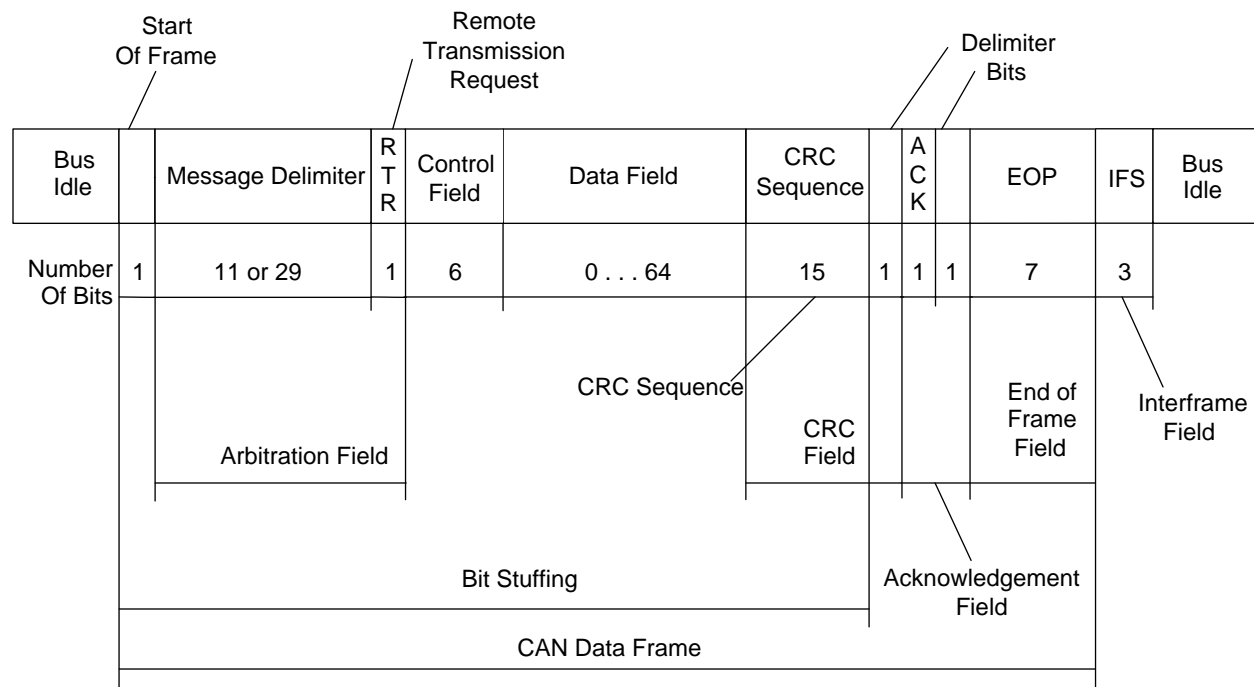 Start
Of Frame
Remote
Transmission
Request
Delimiter
Bits
Bus
Idle
Message Delimiter
R
T
R
Control
Field
Data Field
CRC
Sequence
A
C
K
EOP
IFS
Bus
Idle
Number
Of Bits
1
11 or 29
1
6
0 . . . 64
15
1
1
1
7
3
CRC Sequence
End of
Frame
Field
Interframe
Field
Arbitration Field
CRC
Field
Bit Stuffing
Acknowledgement
Field
CAN Data Frame